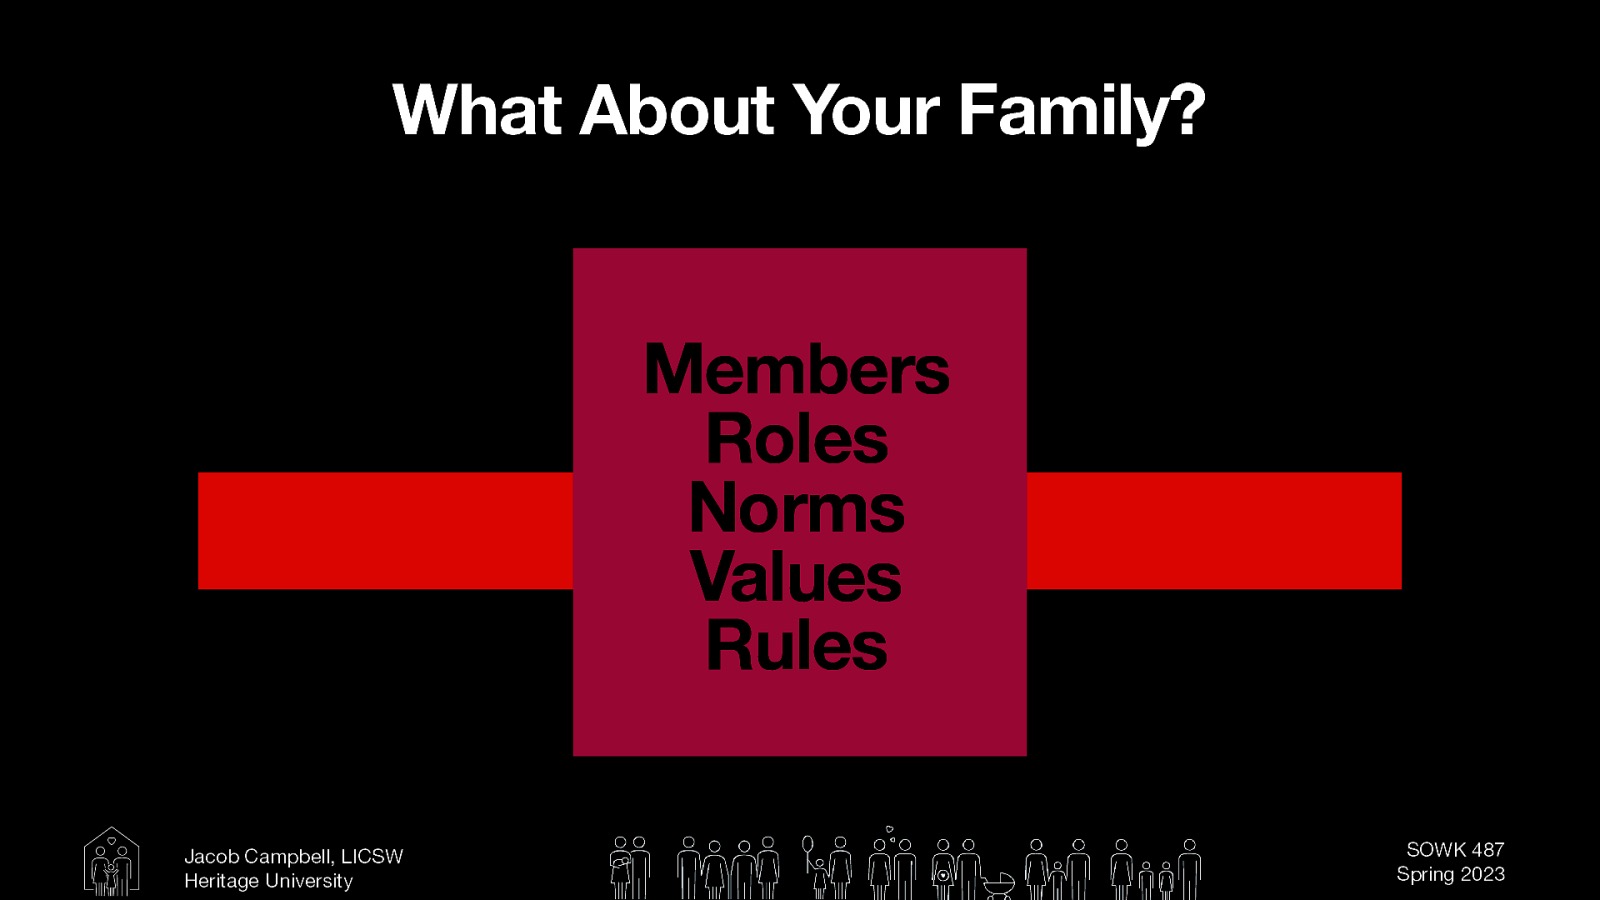 What About Your Family?
Members
Roles
Norms
Values
Rules
Jacob Campbell, LICSW
Heritage University
SOWK 487
Spring 2023